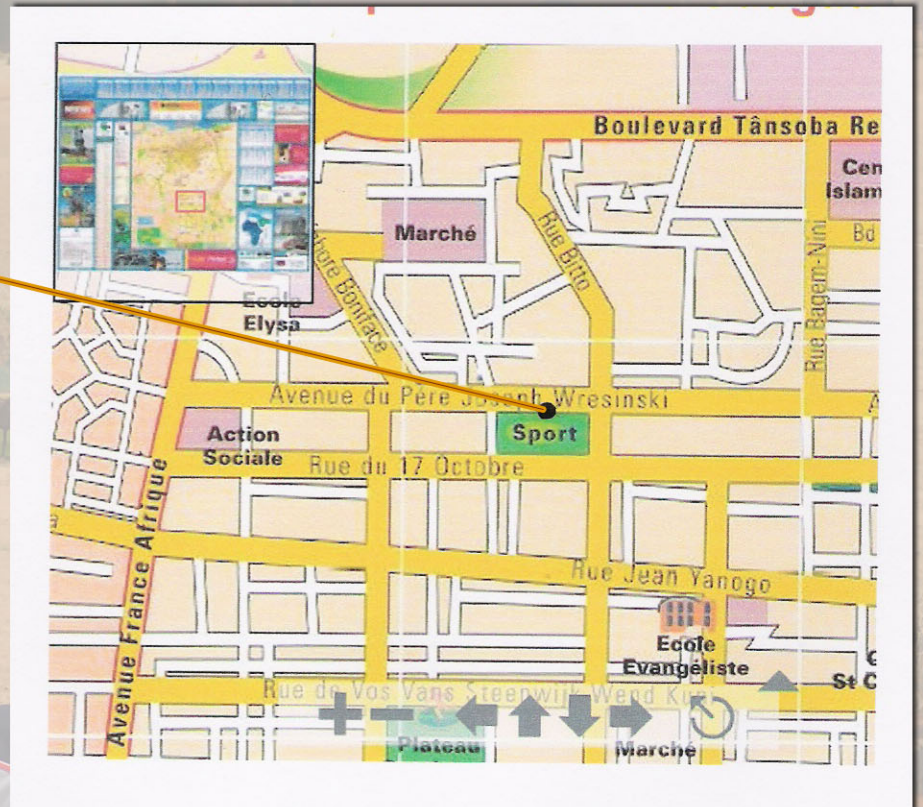 Boulevard Tânsoba Re
Cen
Islam
Marché
Rue Bitto
Bd
Rue Bagem-Nini
Boniface
Ecole
Elysa
Avenue du Père Joseph Wresinski
A
Action
Sociale
Sport
Rue du 17 Octobre
Avenue France Afrique
a
Rue Jean Yanogo
Ecole
Evangéliste
St C
Rue de Vos Vans Steenwijk Wend Kuni
Plateau
Marché